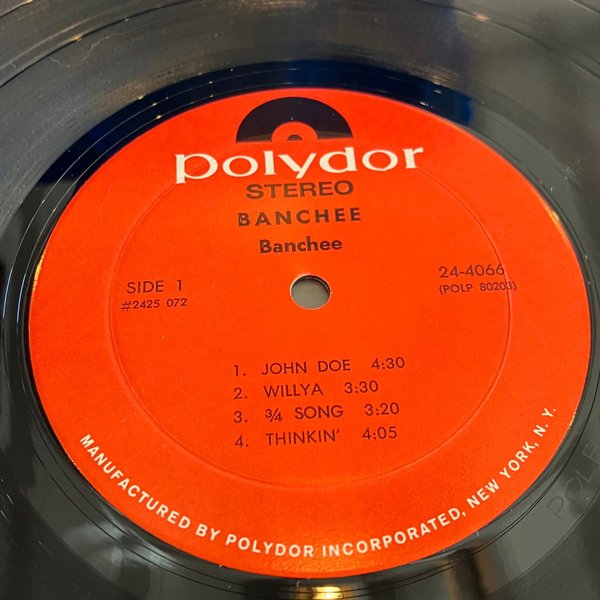 polydor
STEREO
BANCHEE
Banchee
SIDE 1
#2425 072
24-4066
(POLP 80203)
1. JOHN DOE 4:30
2. WILLYA 3:30
3. ¾ SONG 3:20
4. THINKIN' 4:05
MANUFACTURED BY POLYDOR INCORPORATED, NEW YORK, N.Y.
POLP